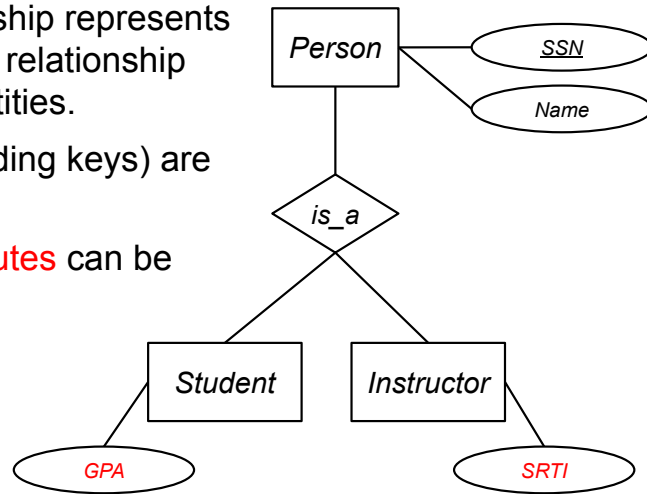 ship represents
relationship
tities.
ding keys) are
utes can be
Person
SSN
Name
is_a
Student
Instructor
GPA
SRTI